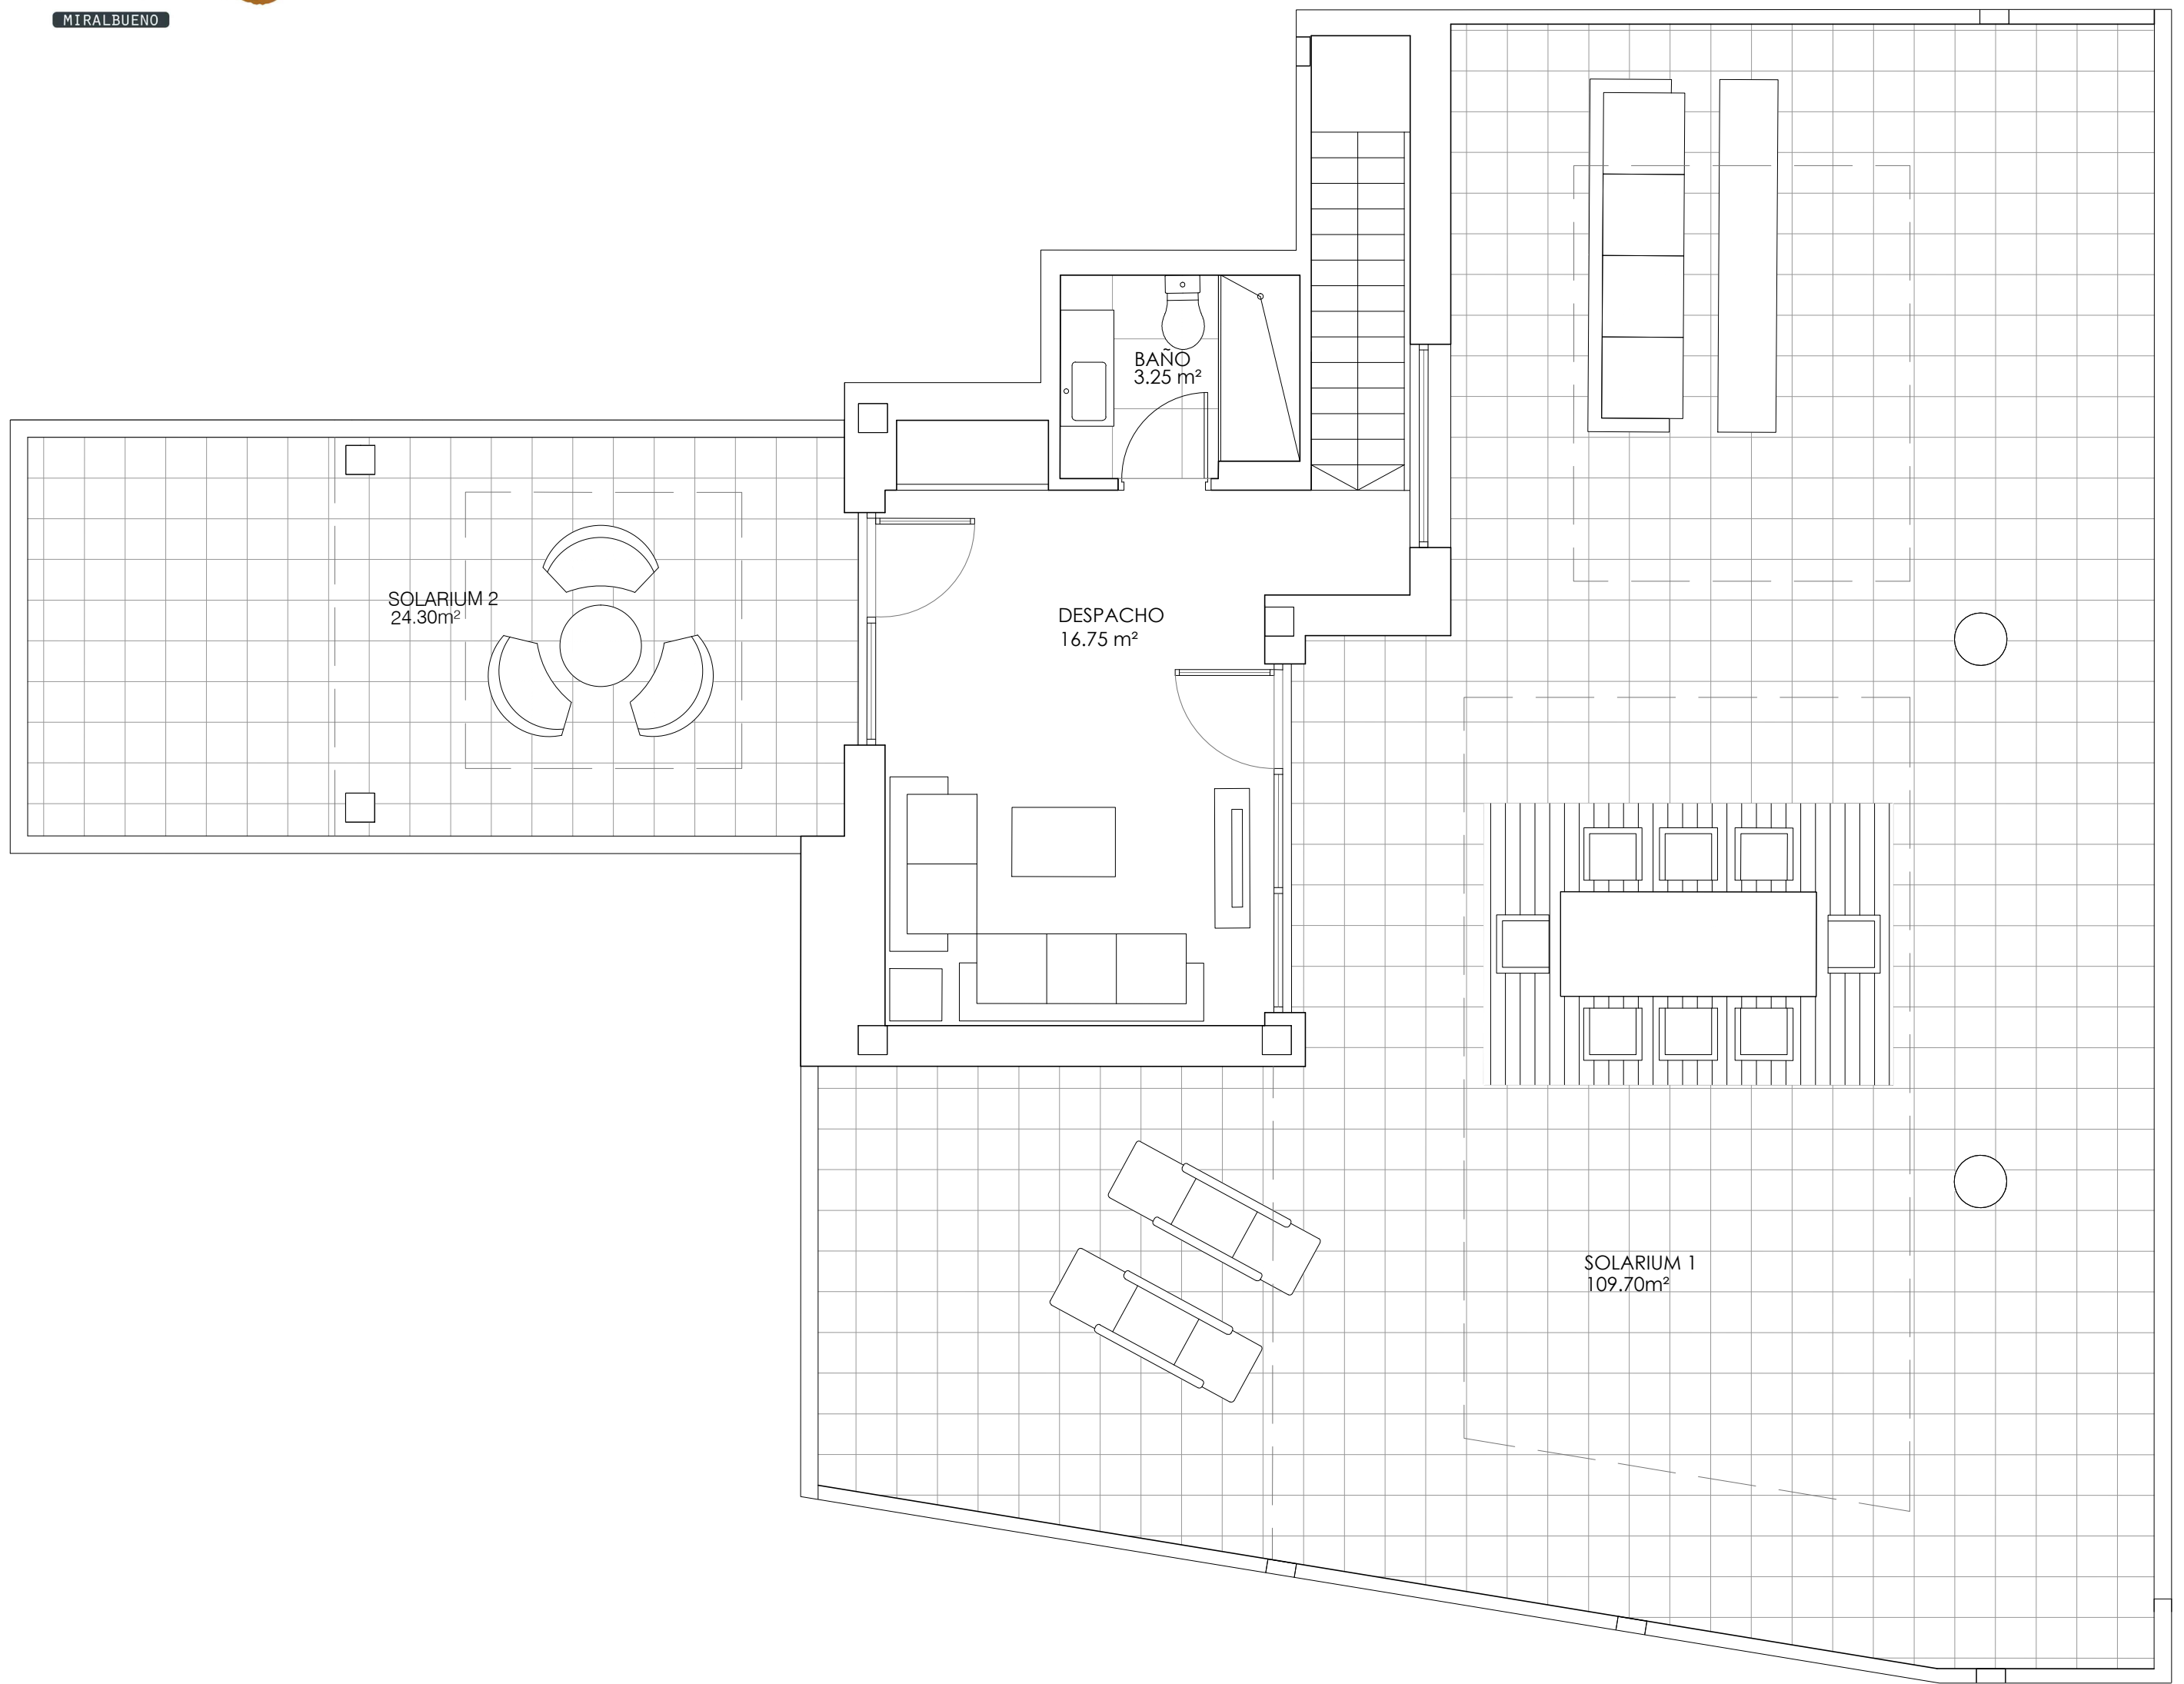 MIRALBUENO
BAÑO
3.25 m²
SOLARIUM 2
24.30m²
DESPACHO
16.75 m²
SOLARIUM 1
109.70m²